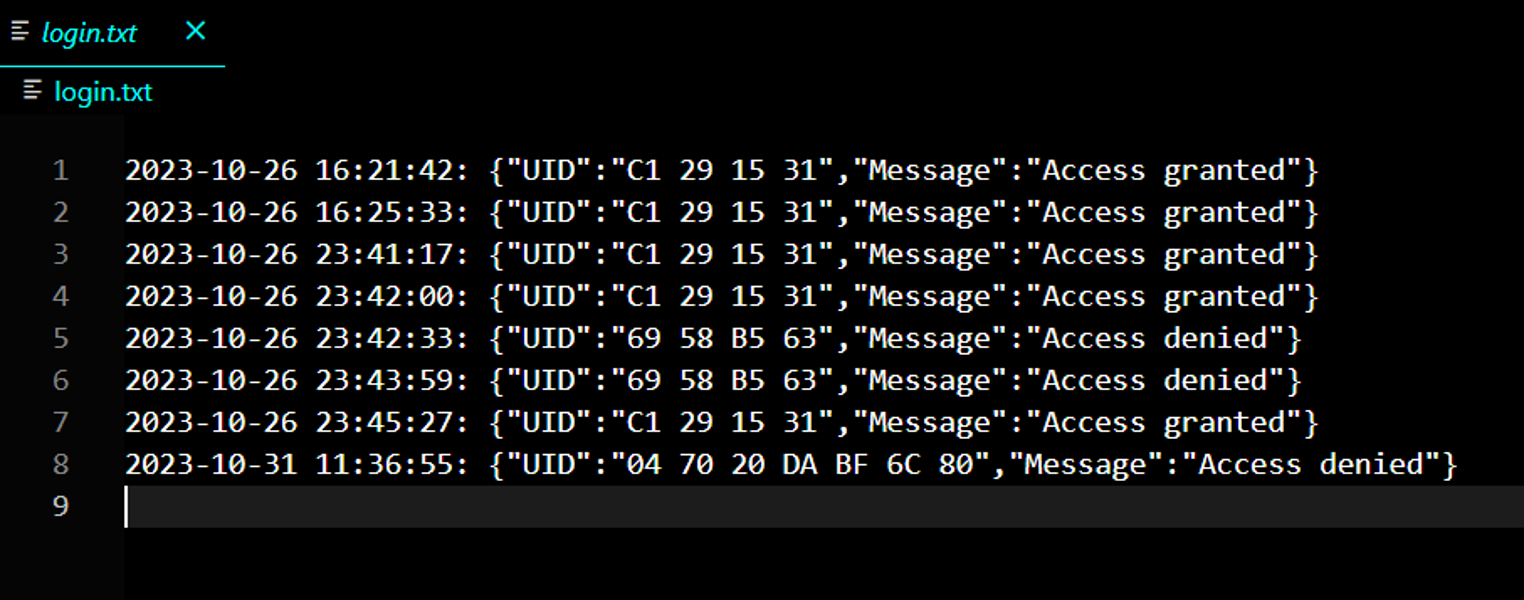 login.txt
login.txt
1 2023-10-26 16:21:42: {"UID":"C1 29 15 31","Message":"Access granted"}
2 2023-10-26 16:25:33: {"UID":"C1 29 15 31","Message":"Access granted"}
3 2023-10-26 23:41:17: {"UID":"C1 29 15 31","Message":"Access granted"}
4 2023-10-26 23:42:00: {"UID":"C1 29 15 31","Message":"Access granted"}
5 2023-10-26 23:42:33: {"UID":"69 58 B5 63","Message":"Access denied"}
6 2023-10-26 23:43:59: {"UID":"69 58 B5 63","Message":"Access denied"}
7 2023-10-26 23:45:27: {"UID":"C1 29 15 31","Message":"Access granted"}
8 2023-10-31 11:36:55: {"UID":"04 70 20 DA BF 6C 80","Message":"Access denied"}
9